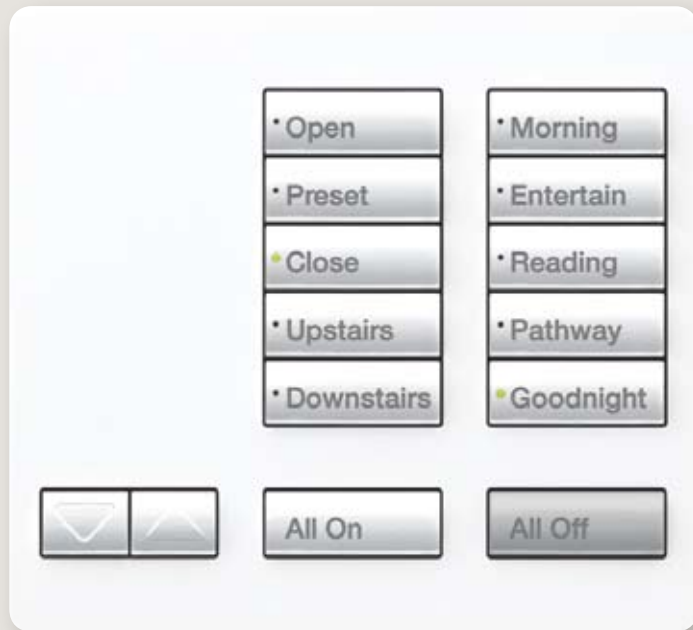 Open
Preset
Close
Upstairs
Downstairs
Morning
Entertain
Reading
Pathway
Goodnight
All On
All Off